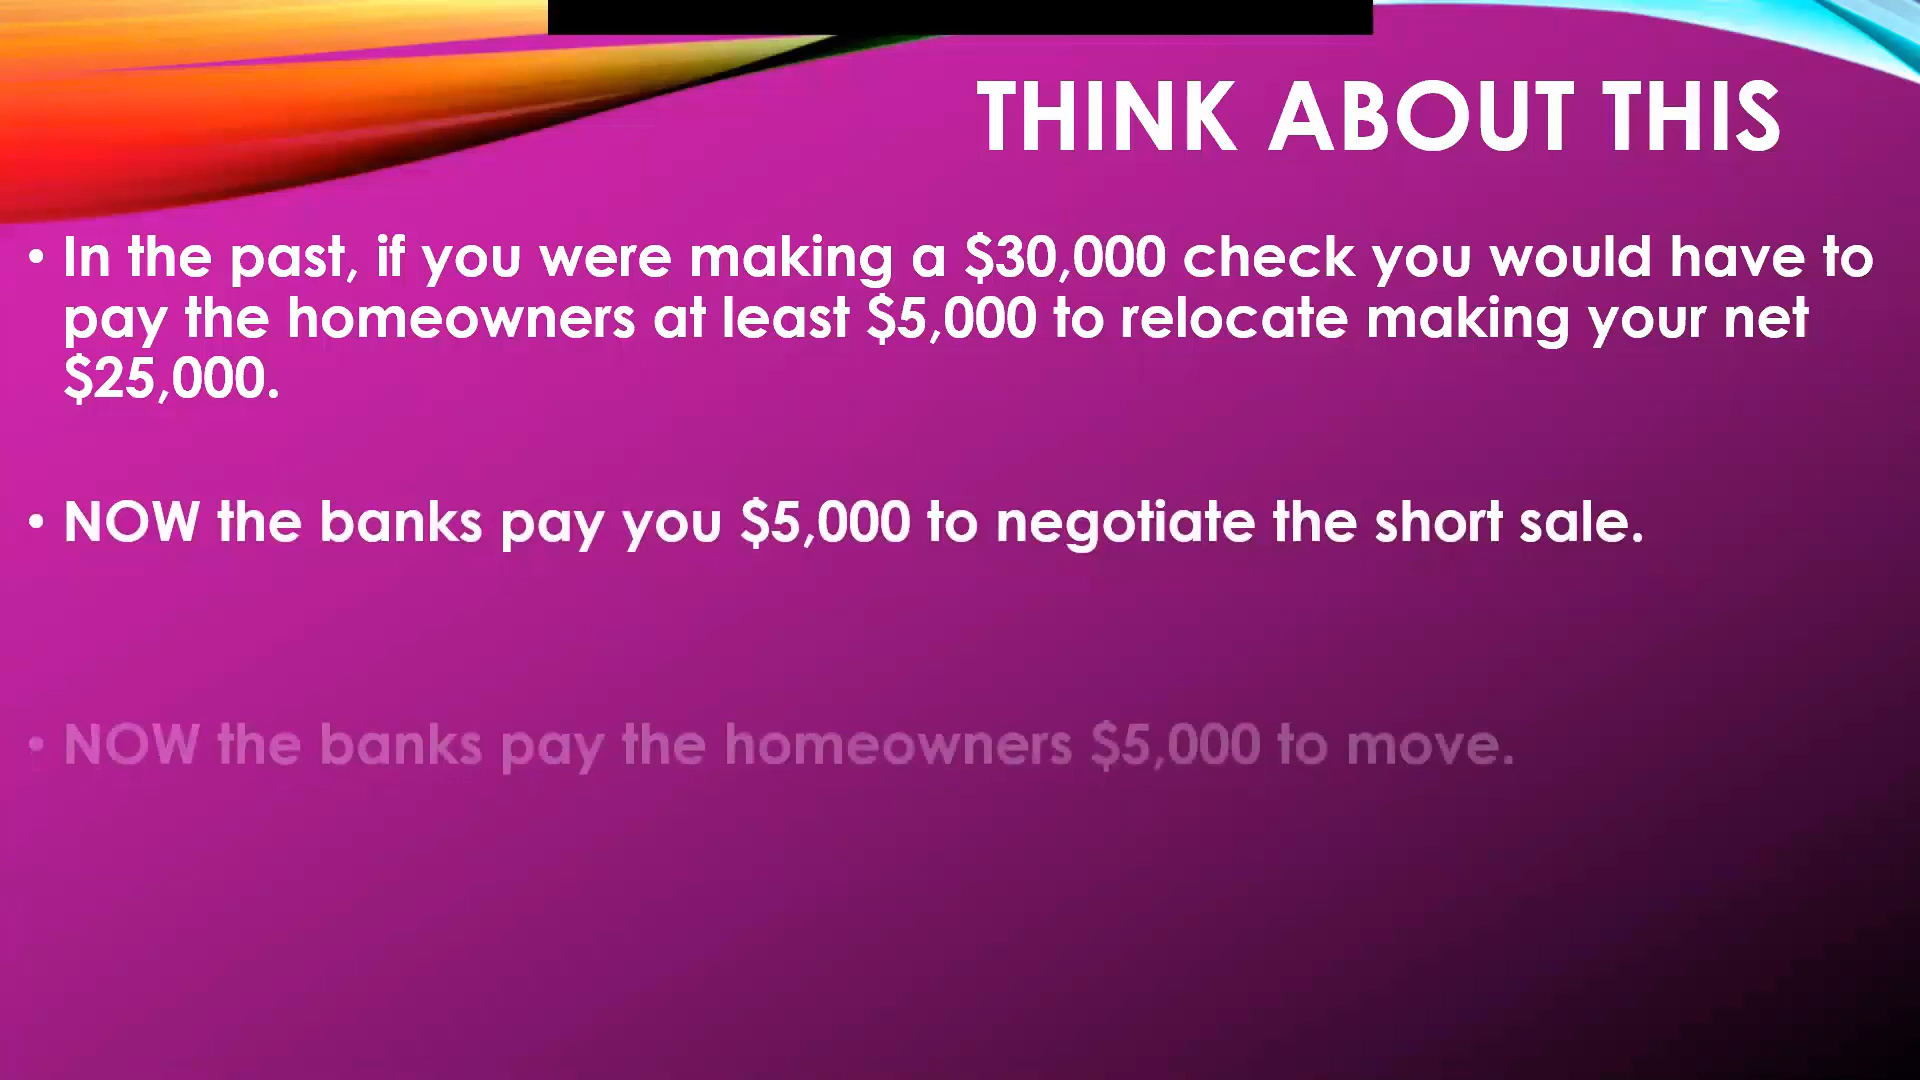 THINK ABOUT THIS
• In the past, if you were making a $30,000 check you would have to
pay the homeowners at least $5,000 to relocate making your net
$25,000.
• NOW the banks pay you $5,000 to negotiate the short sale.
• NOW the banks pay the homeowners $5,000 to move.